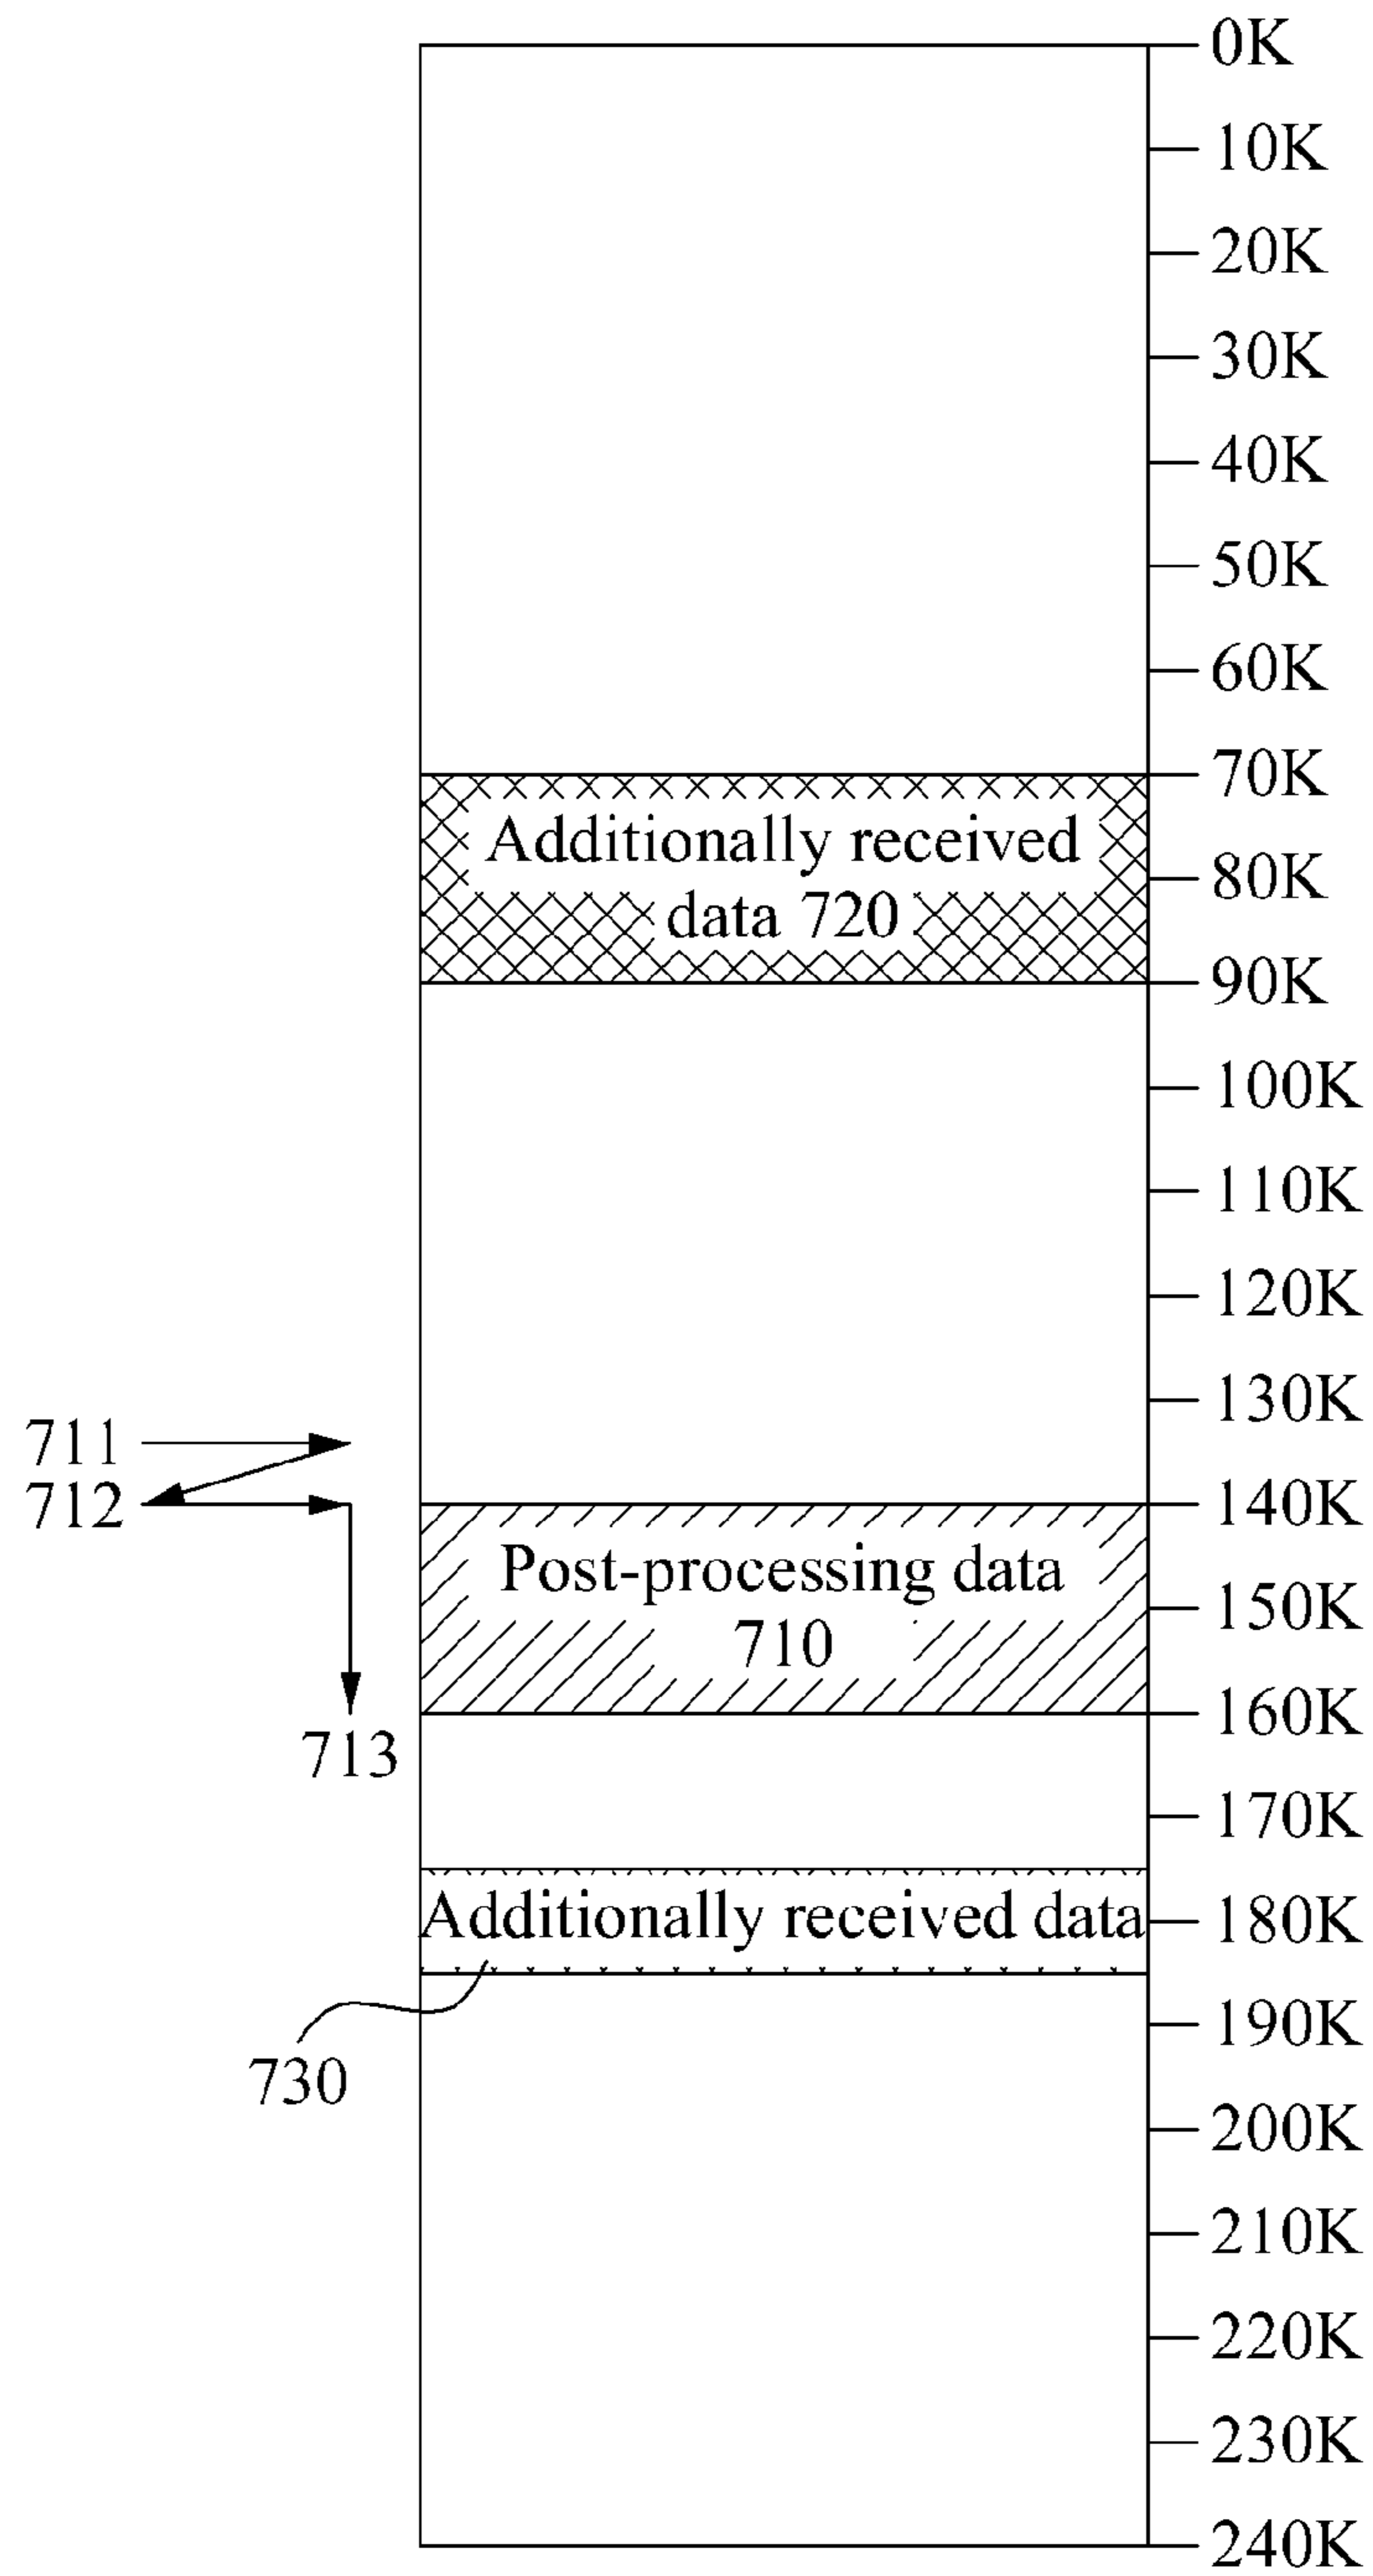 0K
10K
20K
30K
40K
50K
60K
70K
Additionally received
80K
data 720
90K
100K
110K
120K
130K
711
712
140K
Post-processing data
150K
710
160K
713
170K
Additionally received data
180K
190K
730
200K
210K
220K
230K
240K